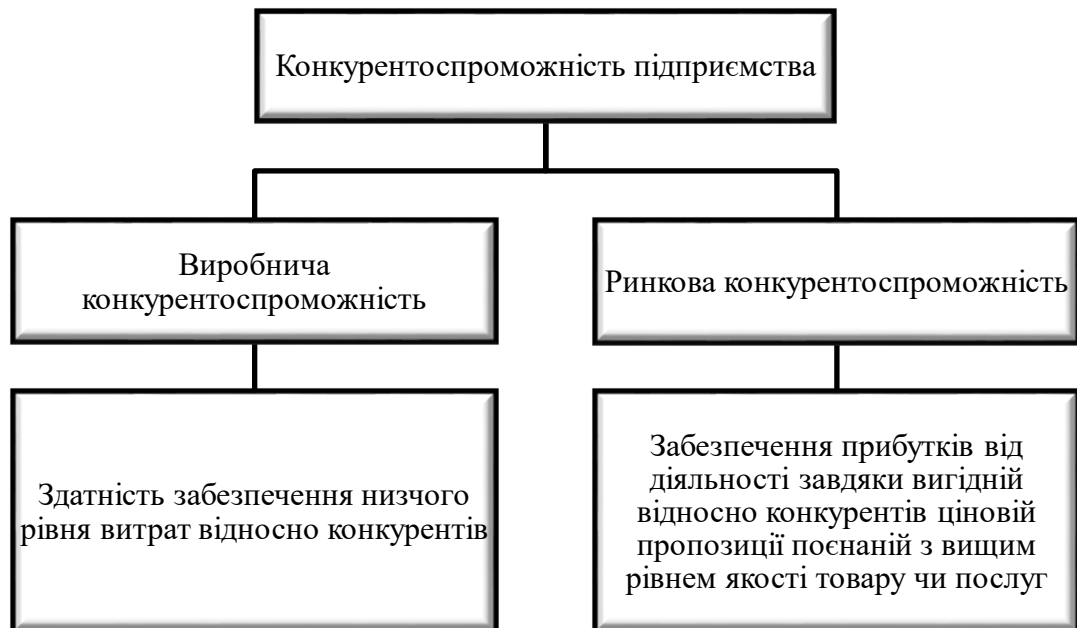 Конкурентоспроможність підприємства
Виробнича
конкурентоспроможність
Ринкова конкурентоспроможність
Здатність забезпечення низчого
рівня витрат відносно конкурентів
Забезпечення прибутків від
діяльності завдяки вигідній
відносно конкурентів ціновій
пропозиції поєнаній з вищим
рівнем якості товару чи послуг